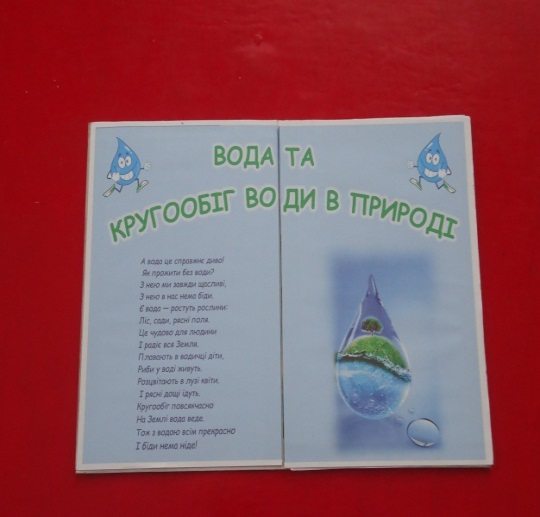 ВОДА ТА
КРУГООБІГ ВОДИ В ПРИРОДІ
А вода це справжнє диво!
Як прожити без води?
З нею ми завжди щасливі,
З нею в нас нема біди.
Є вода — ростуть рослини:
Ліс, сади, рясні поля.
Це чудово для людини
І радіє вся Земля.
Плавають в водичці діти,
Риби у воді живуть.
Розцвітають в лузі квіти,
І рясні дощі ідуть.
Кругообіг повсякчасно
На Землі вода веде.
Тож з водою всім прекрасно
І біди нема ніде!